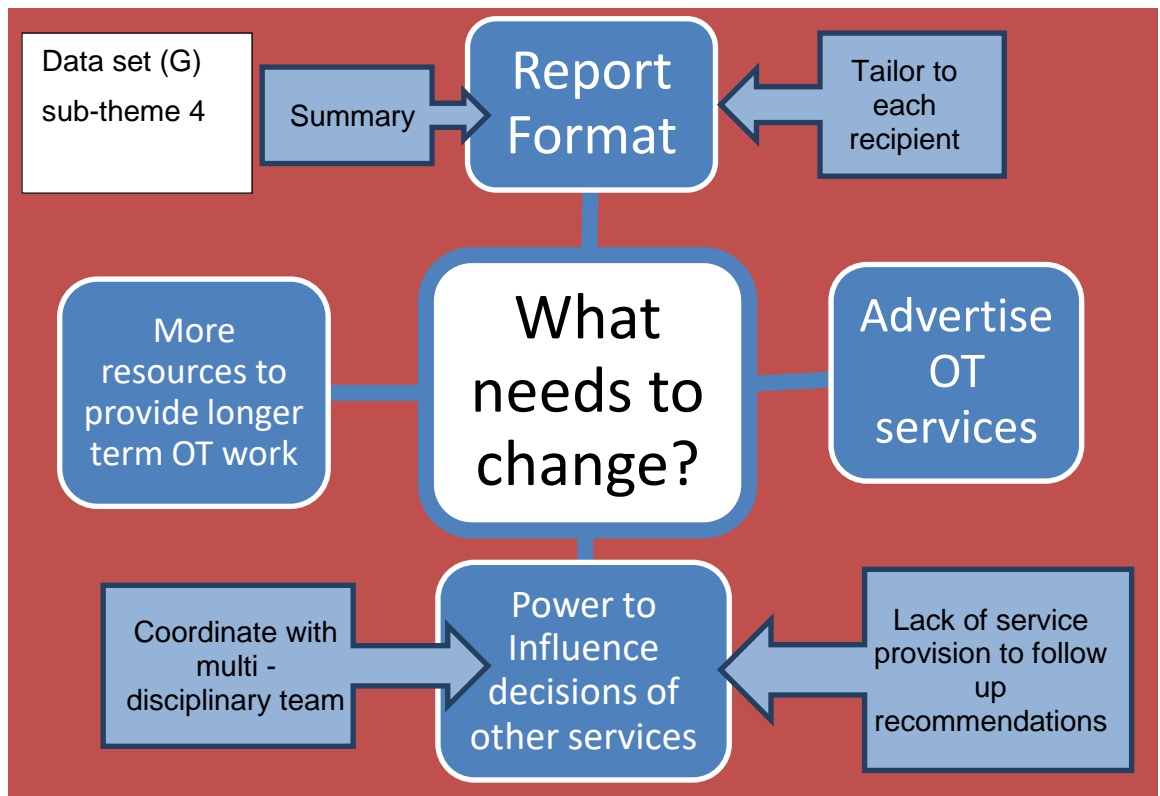 Data set (G)
sub-theme 4
Summary
Report
Format
Tailor to
each
recipient
More
resources to
provide longer
term OT work
What
needs to
change?
Advertise
OT
services
Coordinate with
multi -
disciplinary team
Power to
Influence
decisions of
other services
Lack of service
provision to follow
up
recommendations